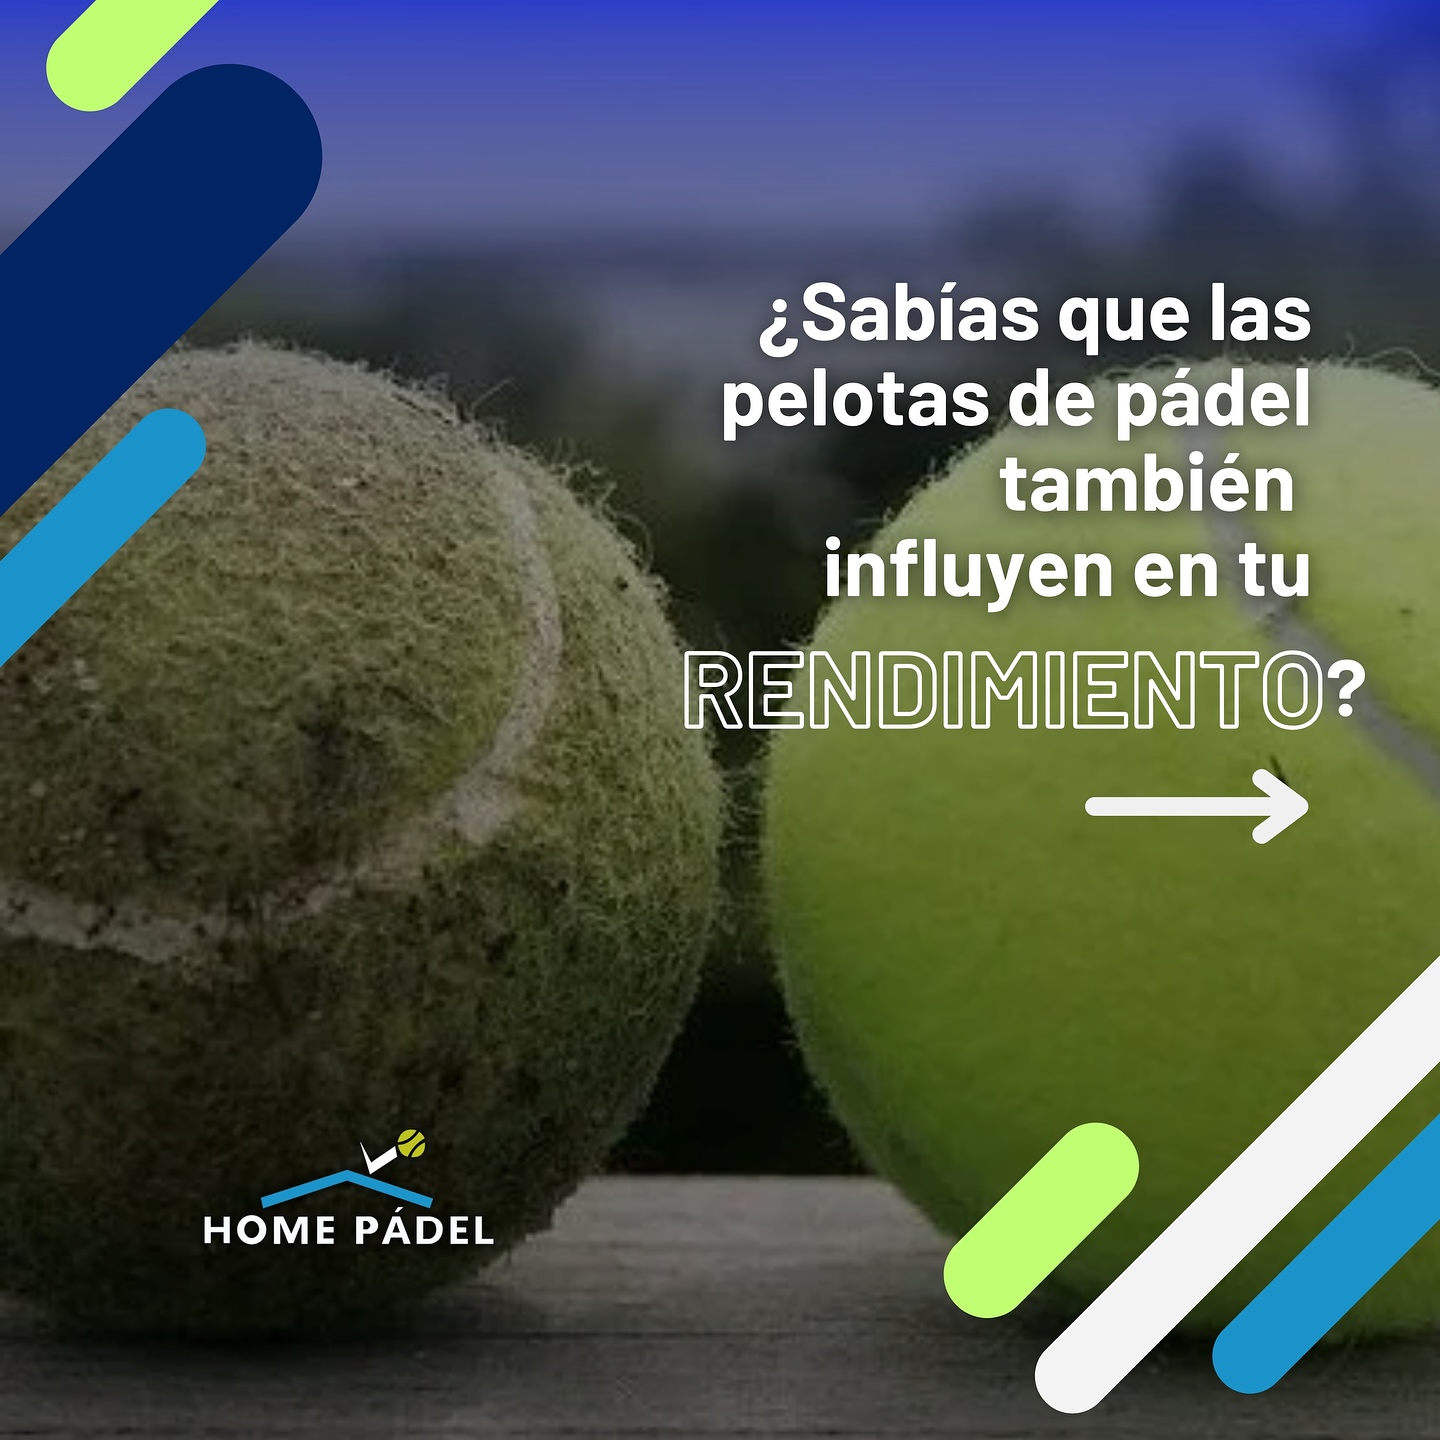 ¿Sabías que las
pelotas de pádel
también
influyen en tu
RENDIMIENTO?
HOME PÁDEL